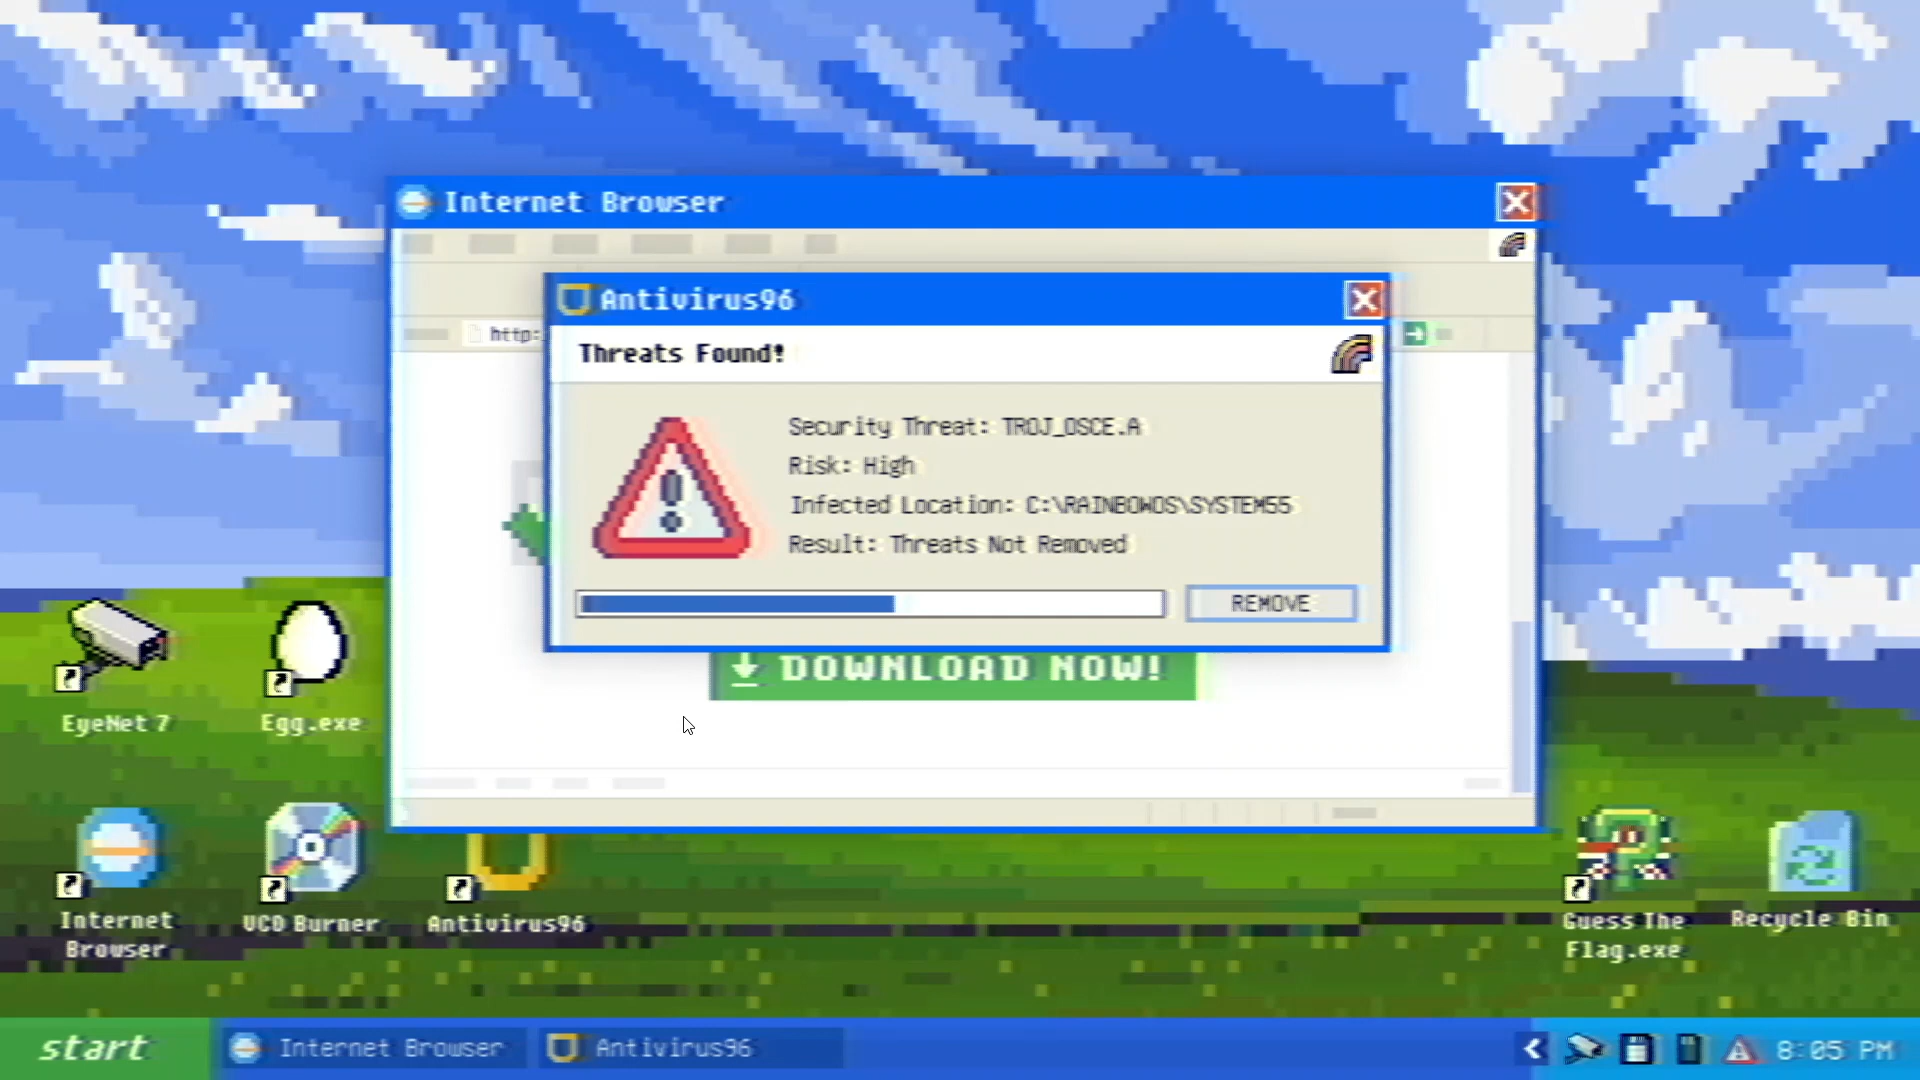 Internet Browser
Antivirus96
http:
Threats Found!
Security Threat: TROJ_OSCE.A
Risk: High
Infected Location: C:\RAINBOWOS\SYSTEM55
Result: Threats Not Removed
REMOVE
DOWNLOAD NOW!
EyeNet 7
Egg.exe
Internet
Browser
VCD Burner
Antivirus96
Guess The
Flag.exe
Recycle Bin
start
Internet Browser
Antivirus96
8:05 PM